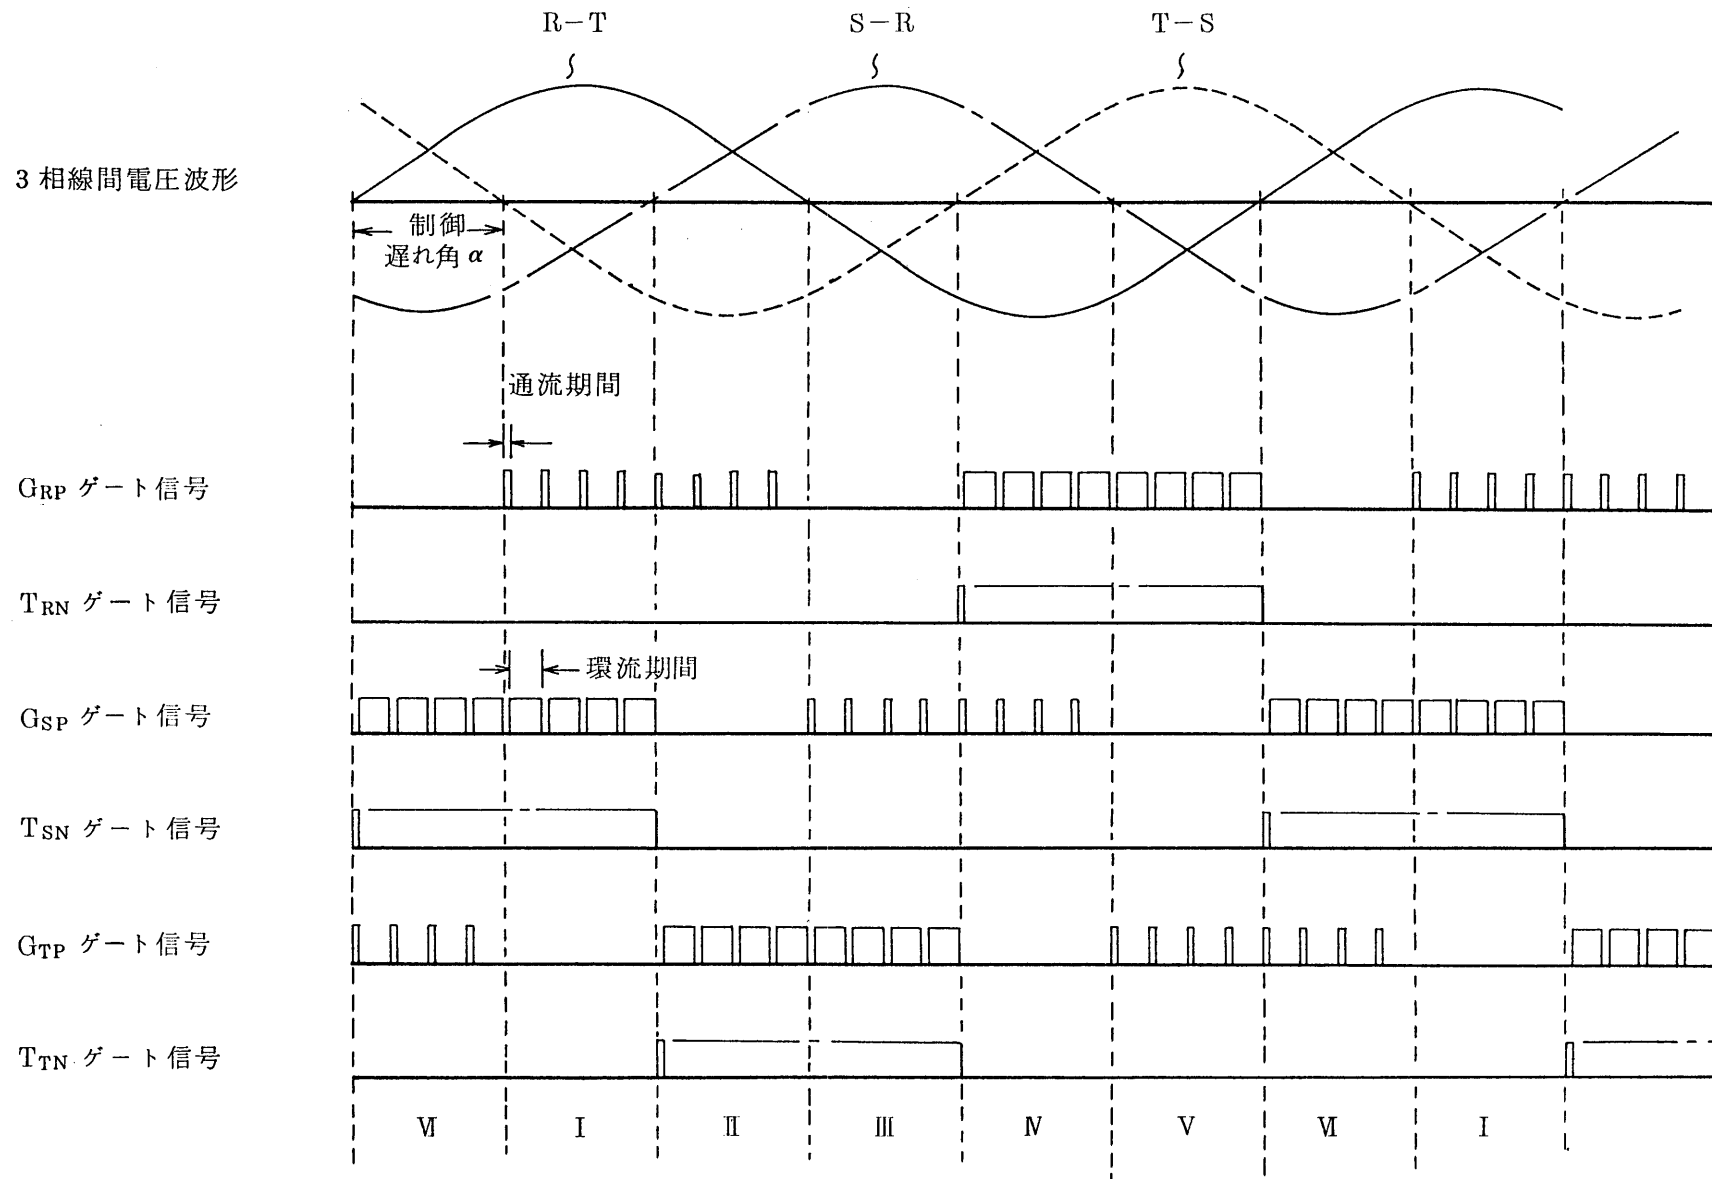 R－T S－R T－S
3相線間電圧波形
制御
遅れ角α
通流期間
GRP ゲート信号
TRN ゲート信号
環流期間
GSP ゲート信号
TSN ゲート信号
GTP ゲート信号
TTN ゲート信号
Ⅵ Ⅰ Ⅱ Ⅲ Ⅳ Ⅴ Ⅵ Ⅰ